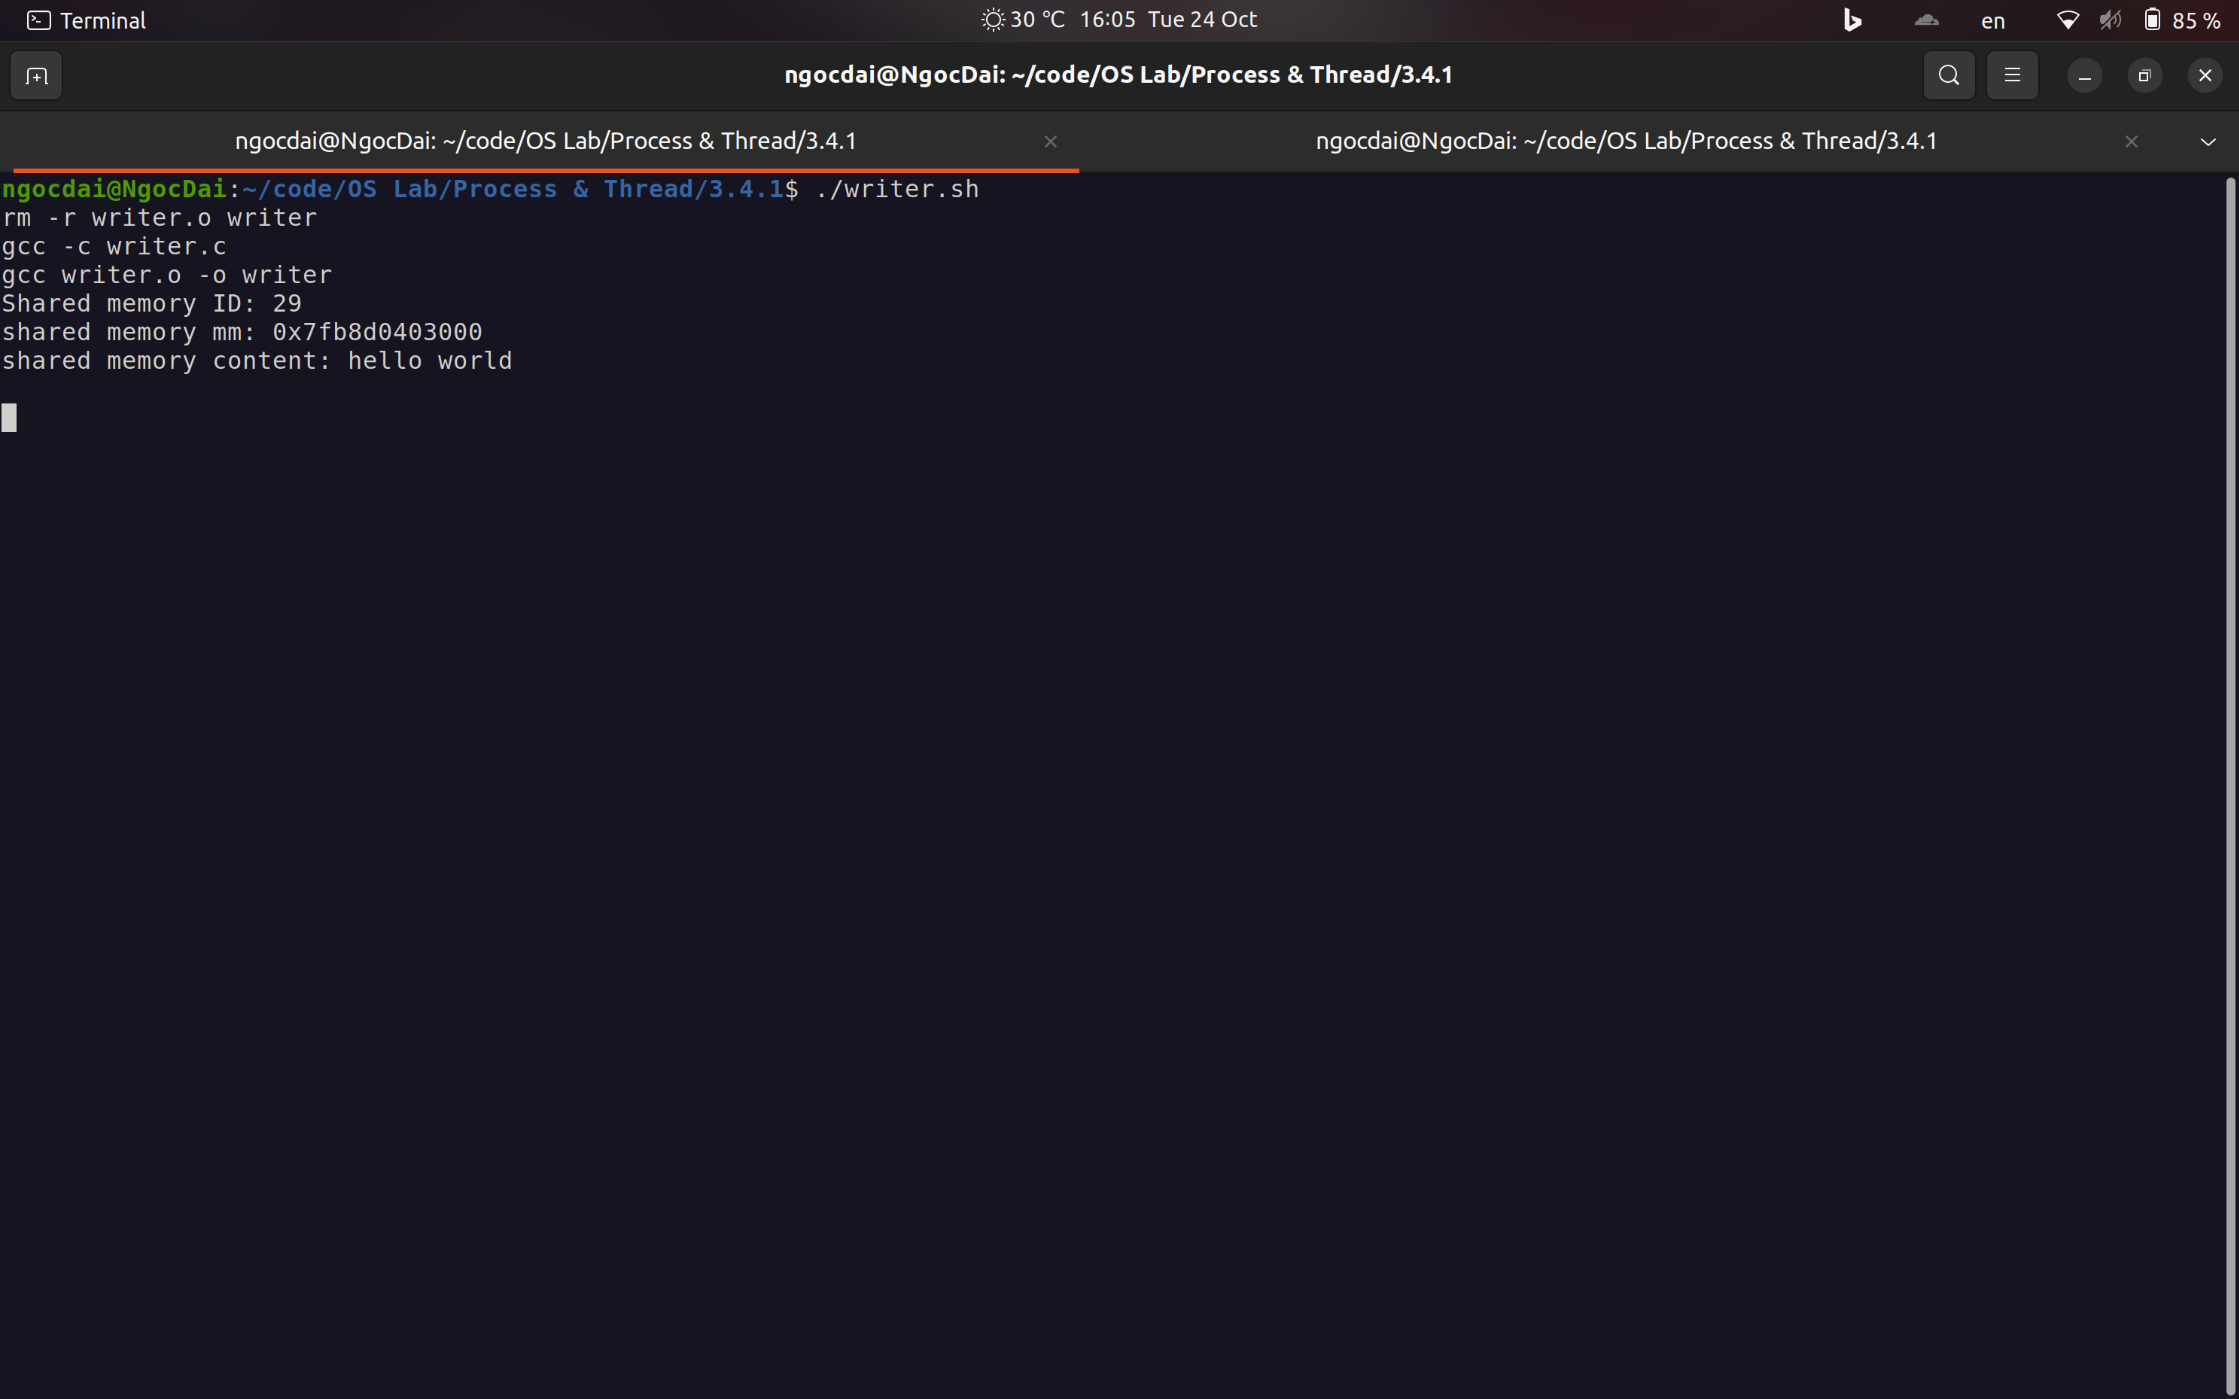 Terminal
30 °C 16:05 Tue 24 Oct
en
85 %
ngocdai@NgocDai: ~/code/OS Lab/Process & Thread/3.4.1
ngocdai@NgocDai: ~/code/OS Lab/Process & Thread/3.4.1
ngocdai@NgocDai: ~/code/OS Lab/Process & Thread/3.4.1
ngocdai@NgocDai:~/code/OS Lab/Process & Thread/3.4.1$ ./writer.sh
rm -r writer.o writer
gcc -c writer.c
gcc writer.o -o writer
Shared memory ID: 29
shared memory mm: 0x7fb8d0403000
shared memory content: hello world